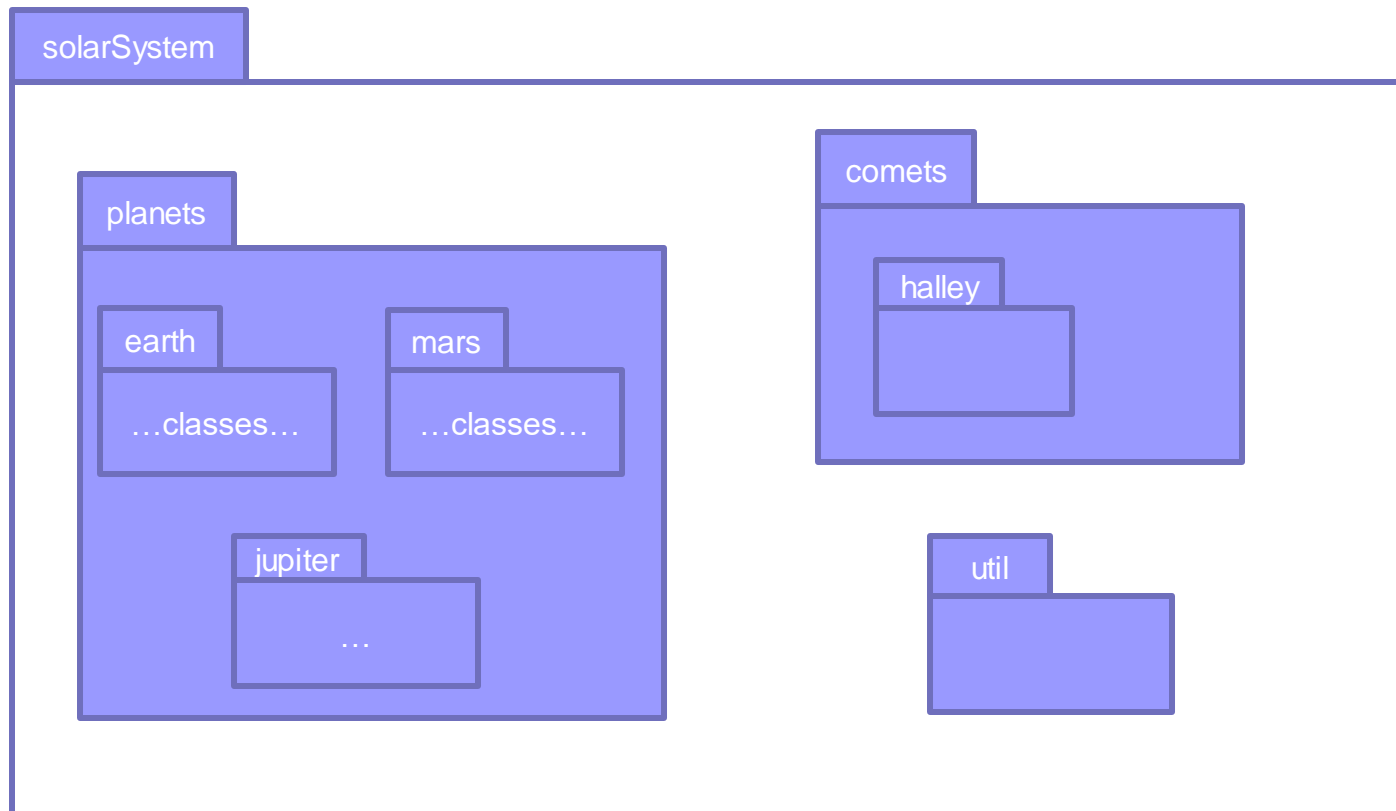 solarSystem
planets
earth
…classes…
mars
…classes…
jupiter
…
comets
halley
util